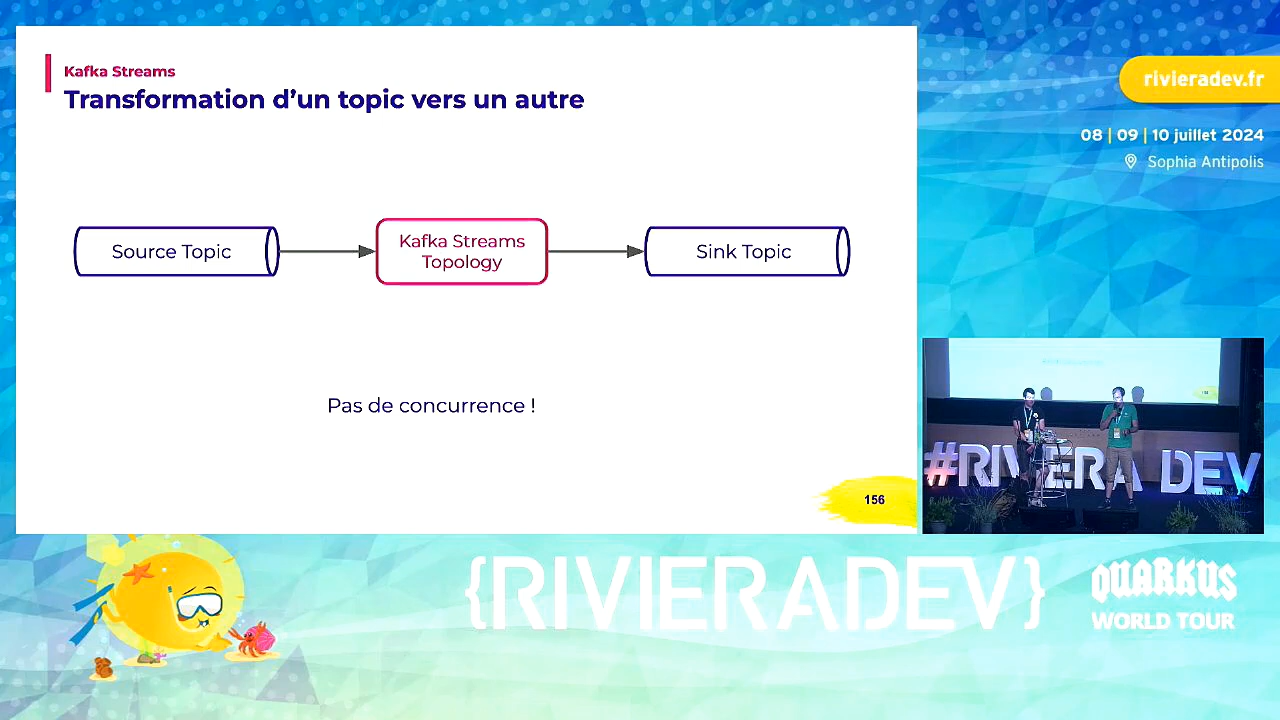 Kafka Streams
Transformation d’un topic vers un autre
Source Topic
Kafka Streams
Topology
Sink Topic
Pas de concurrence !
156
rivieradev.fr
08 | 09 | 10 juillet 2024
Sophia Antipolis
#RIVIERA DEV
{RIVIERADEV}
QUARKUS
WORLD TOUR